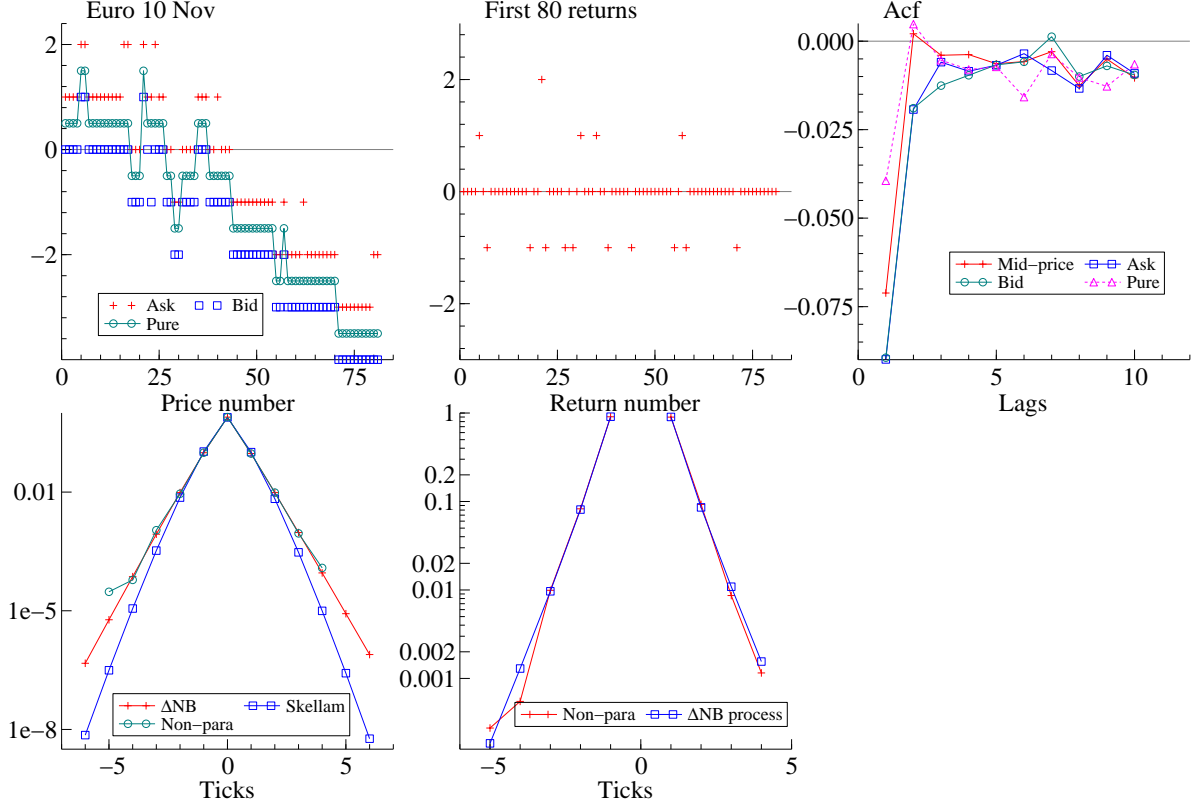 Euro 10 Nov
First 80 returns
Acf
2
0
−2
Ask
Bid
Pure
0
25
50
75
Price number
2
0
−2
0
25
50
75
Return number
0.000
−0.025
−0.050
−0.075
Mid−price
Ask
Bid
Pure
0
5
10
Lags
0.01
1e−5
1e−8
ΔNB
Skellam
Non−para
−5
0
5
Ticks
1
0.2
0.1
0.02
0.01
0.002
0.001
Non−para
ΔNB process
−5
0
5
Ticks